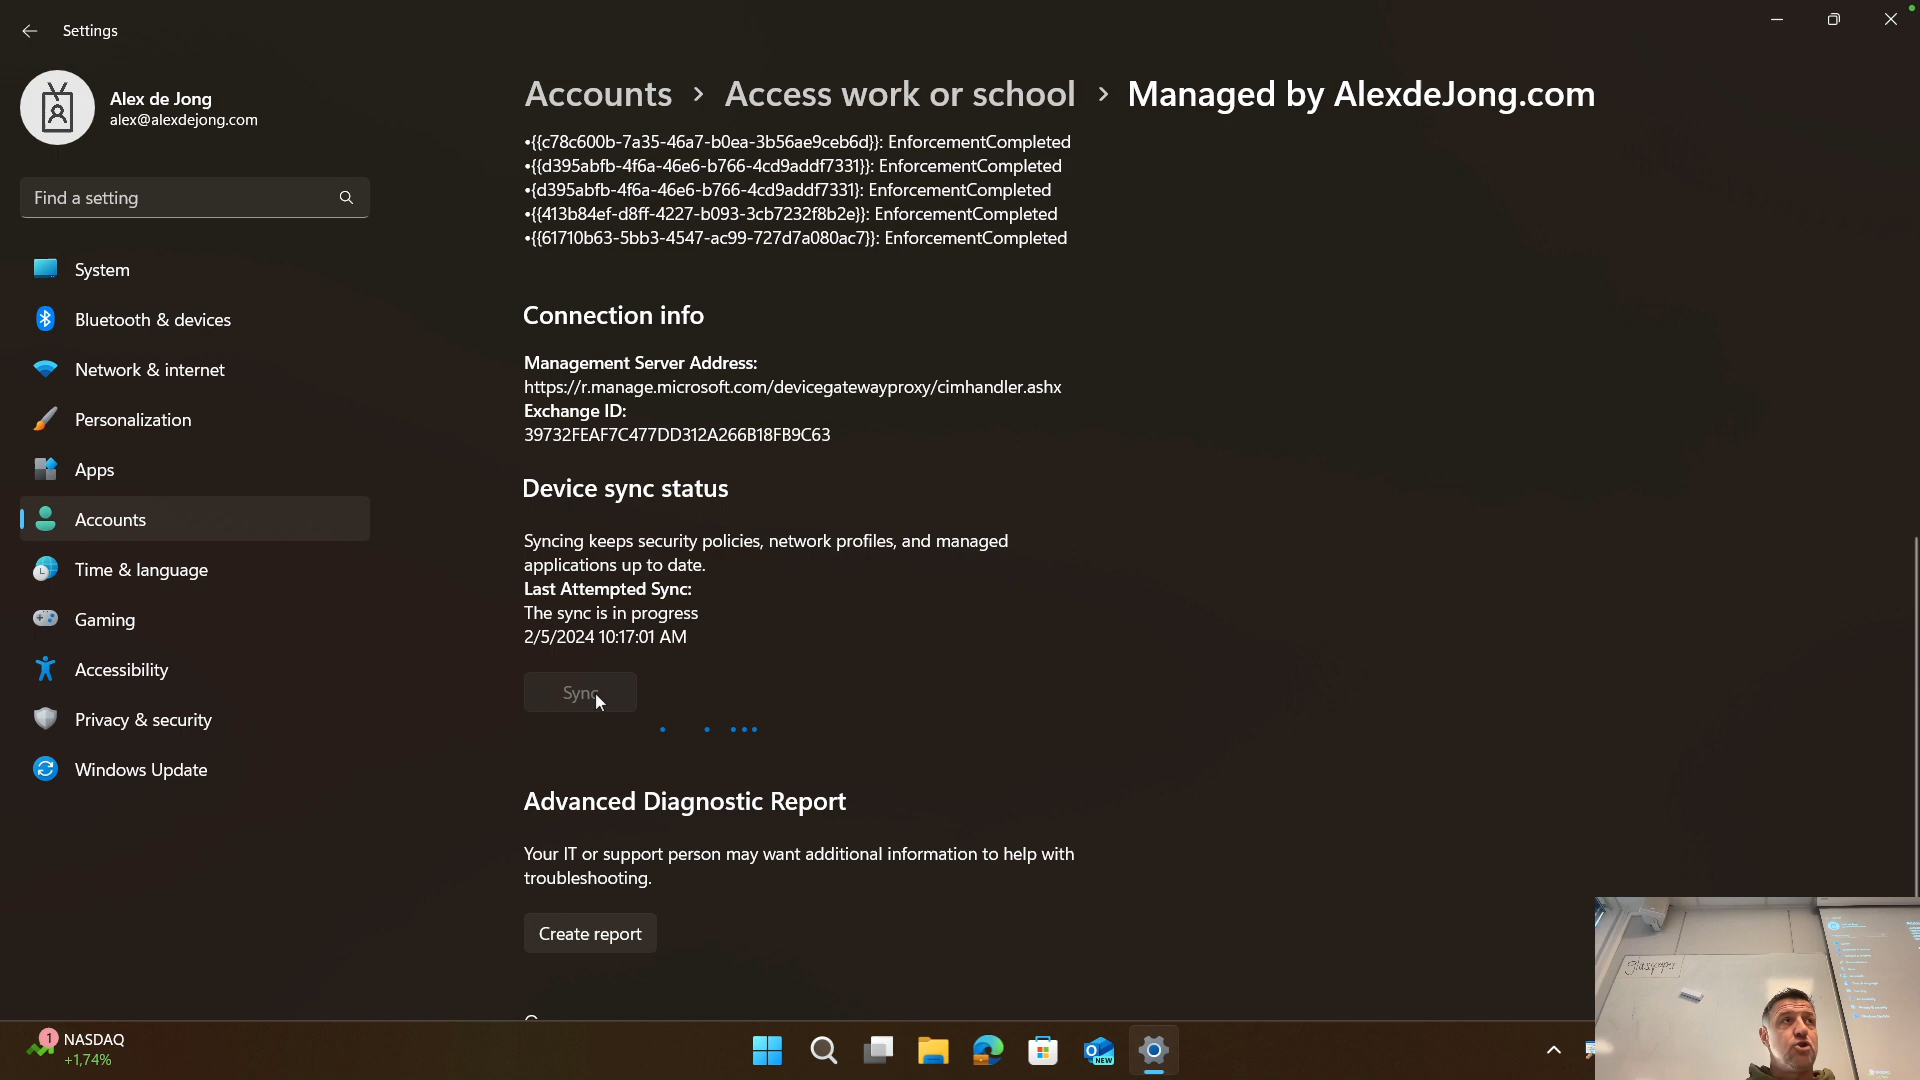 Settings
Alex de Jong
alex@alexdejong.com
Find a setting
System
Bluetooth & devices
Network & internet
Personalization
Apps
Accounts
Time & language
Gaming
Accessibility
Privacy & security
Windows Update
Accounts > Access work or school > Managed by AlexdeJong.com
•{{c78c600b-7a35-46a7-b0ea-3b56ae9ceb6d}}: EnforcementCompleted
•{{d395abfb-4f6a-46e6-b766-4cd9addf7331}}: EnforcementCompleted
•{d395abfb-4f6a-46e6-b766-4cd9addf7331}: EnforcementCompleted
•{{413b84ef-d8ff-4227-b093-3cb7232f8b2e}}: EnforcementCompleted
•{{61710b63-5bb3-4547-ac99-727d7a080ac7}}: EnforcementCompleted
Connection info
Management Server Address:
https://r.manage.microsoft.com/devicegatewayproxy/cimhandler.ashx
Exchange ID:
39732FEAF7C477DD312A266B18FB9C63
Device sync status
Syncing keeps security policies, network profiles, and managed
applications up to date.
Last Attempted Sync:
The sync is in progress
2/5/2024 10:17:01 AM
Sync
Advanced Diagnostic Report
Your IT or support person may want additional information to help with
troubleshooting.
Create report
1
NASDAQ
+1,74%
NEW